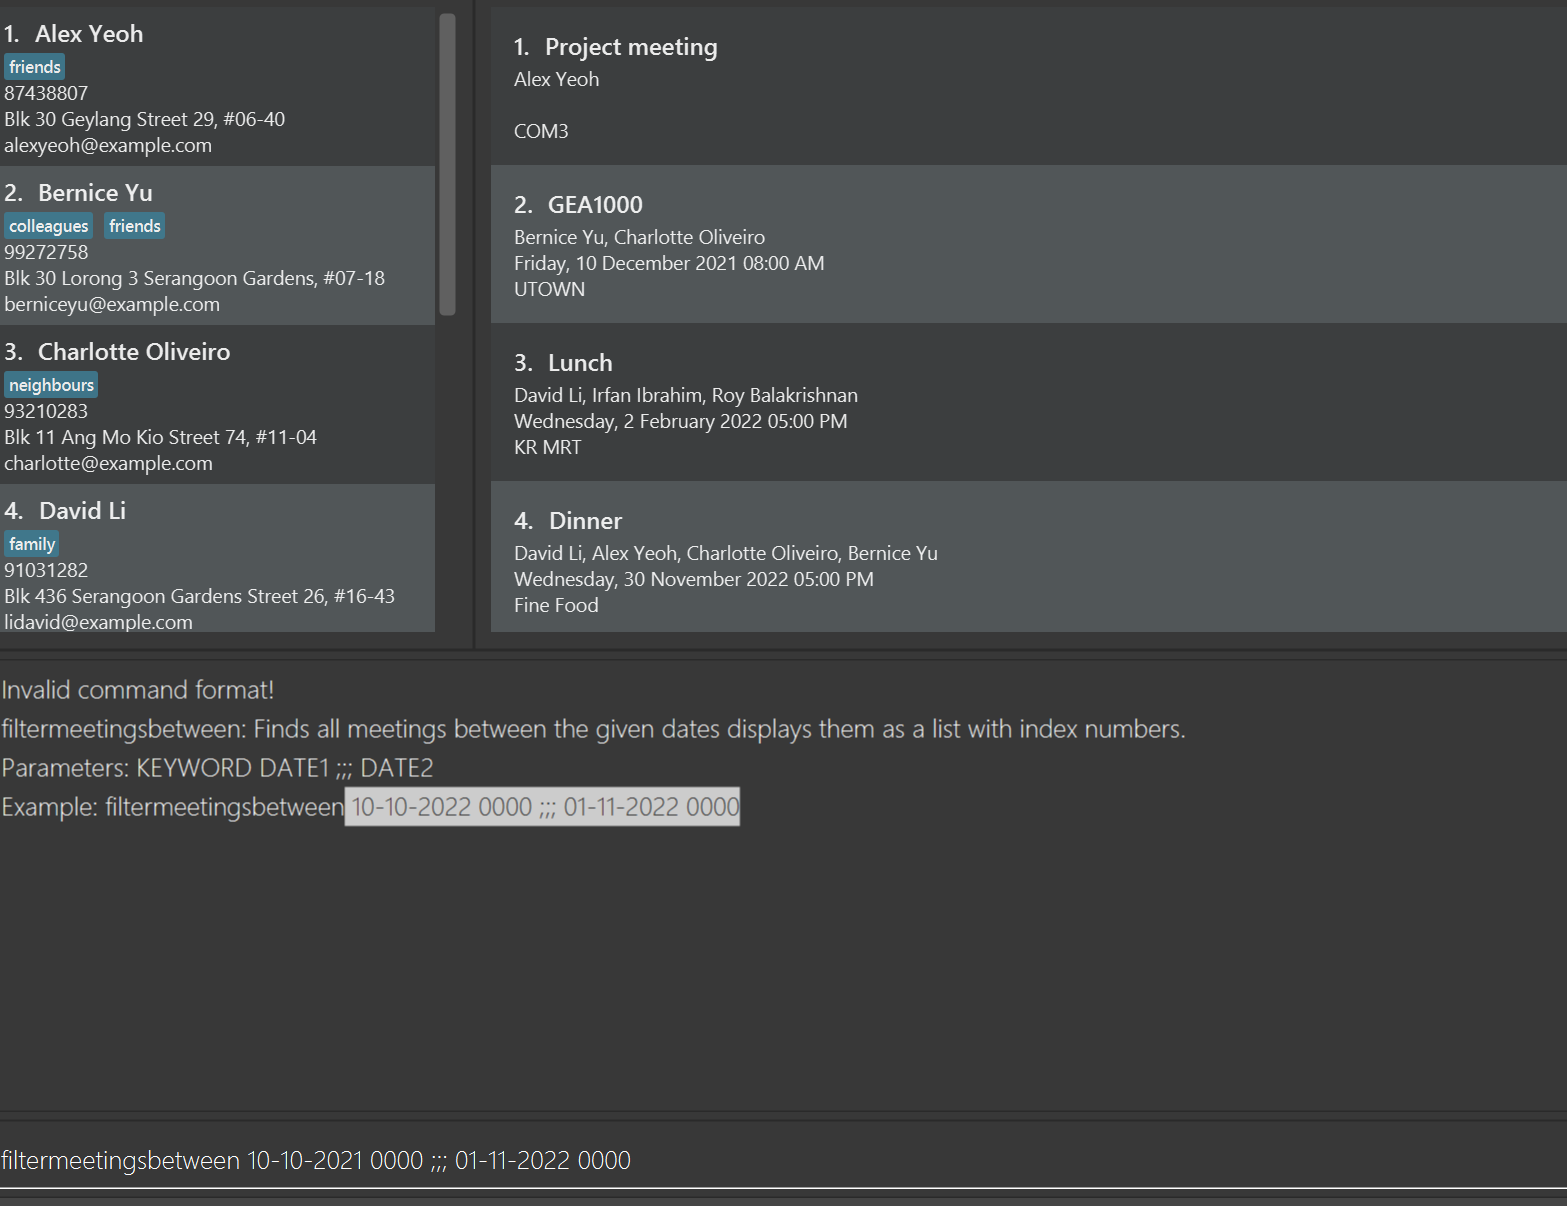 1. Alex Yeoh
friends
87438807
Blk 30 Geylang Street 29, #06-40
alexyeoh@example.com
2. Bernice Yu
colleagues friends
99272758
Blk 30 Lorong 3 Serangoon Gardens, #07-18
berniceyu@example.com
3. Charlotte Oliveiro
neighbours
93210283
Blk 11 Ang Mo Kio Street 74, #11-04
charlotte@example.com
4. David Li
family
91031282
Blk 436 Serangoon Gardens Street 26, #16-43
lidavid@example.com
1. Project meeting
Alex Yeoh
COM3
2. GEA1000
Bernice Yu, Charlotte Oliveiro
Friday, 10 December 2021 08:00 AM
UTOWN
3. Lunch
David Li, Irfan Ibrahim, Roy Balakrishnan
Wednesday, 2 February 2022 05:00 PM
KR MRT
4. Dinner
David Li, Alex Yeoh, Charlotte Oliveiro, Bernice Yu
Wednesday, 30 November 2022 05:00 PM
Fine Food
Invalid command format!
filtermeetingsbetween: Finds all meetings between the given dates displays them as a list with index numbers.
Parameters: KEYWORD DATE1 ;;; DATE2
Example: filtermeetingsbetween 10-10-2022 0000 ;;; 01-11-2022 0000
filtermeetingsbetween 10-10-2021 0000 ;;; 01-11-2022 0000